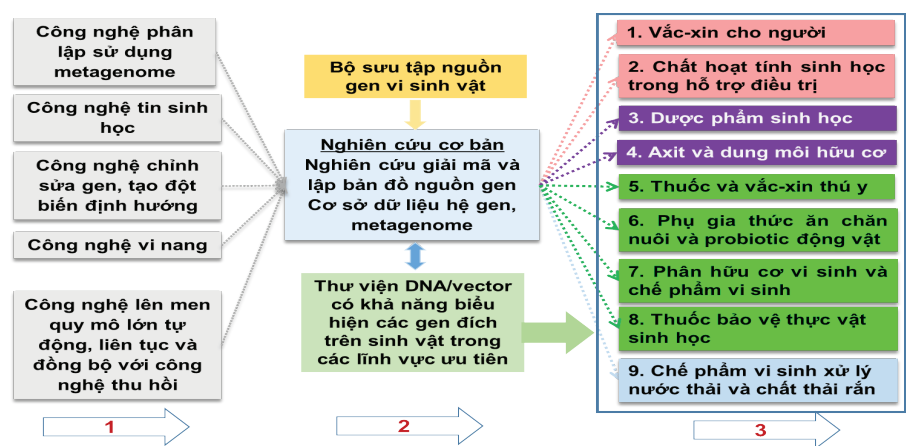 Công nghệ phân
lập sử dụng
metagenome
Công nghệ tin sinh
học
Công nghệ chỉnh
sửa gen, tạo đột
biến định hướng
Công nghệ vi nang
Công nghệ lên men
quy mô lớn tự
động, liên tục và
đồng bộ với công
nghệ thu hồi
1
Bộ sưu tập nguồn
gen vi sinh vật
Nghiên cứu cơ bản
Nghiên cứu giải mã và
lập bản đồ nguồn gen
Cơ sở dữ liệu hệ gen,
metagenome
Thư viện DNA/vector
có khả năng biểu
hiện các gen đích
trên sinh vật trong
các lĩnh vực ưu tiên
2
1. Vắc-xin cho người
2. Chất hoạt tính sinh học
trong hỗ trợ điều trị
3. Dược phẩm sinh học
4. Axit và dung môi hữu cơ
5. Thuốc và vắc-xin thú y
6. Phụ gia thức ăn chăn
nuôi và probiotic động vật
7. Phân hữu cơ vi sinh và
chế phẩm vi sinh
8. Thuốc bảo vệ thực vật
sinh học
9. Chế phẩm vi sinh xử lý
nước thải và chất thải rắn
3